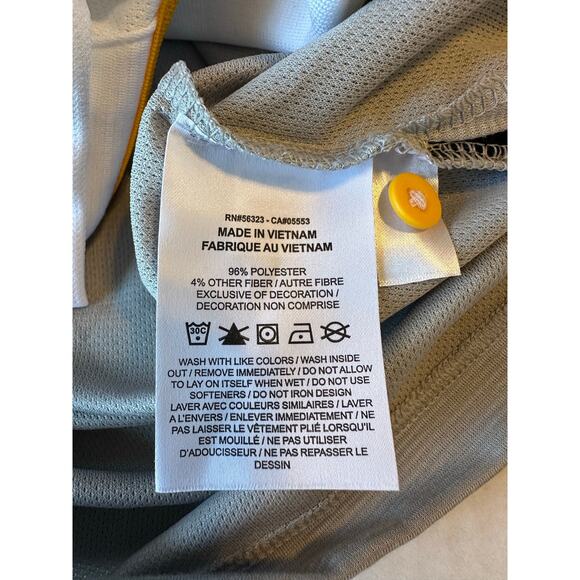 RN#56323 - CA#05553
MADE IN VIETNAM
FABRIQUE AU VIETNAM
96% POLYESTER
4% OTHER FIBER / AUTRE FIBRE
EXCLUSIVE OF DECORATION /
DECORATION NON COMPRISE
30C
WASH WITH LIKE COLORS / WASH INSIDE
OUT / REMOVE IMMEDIATELY / DO NOT ALLOW
TO LAY ON ITSELF WHEN WET / DO NOT USE
SOFTENERS / DO NOT IRON DESIGN
LAVER AVEC COULEURS SIMILAIRES / LAVER
A L'ENVERS / ENLEVER IMMEDIATEMENT / NE
PAS LAISSER LE VÊTEMENT PLIÉ LORSQU'IL
EST MOUILLÉ / NE PAS UTILISER
D'ADOUCISSEUR / NE PAS REPASSER LE
DESSIN